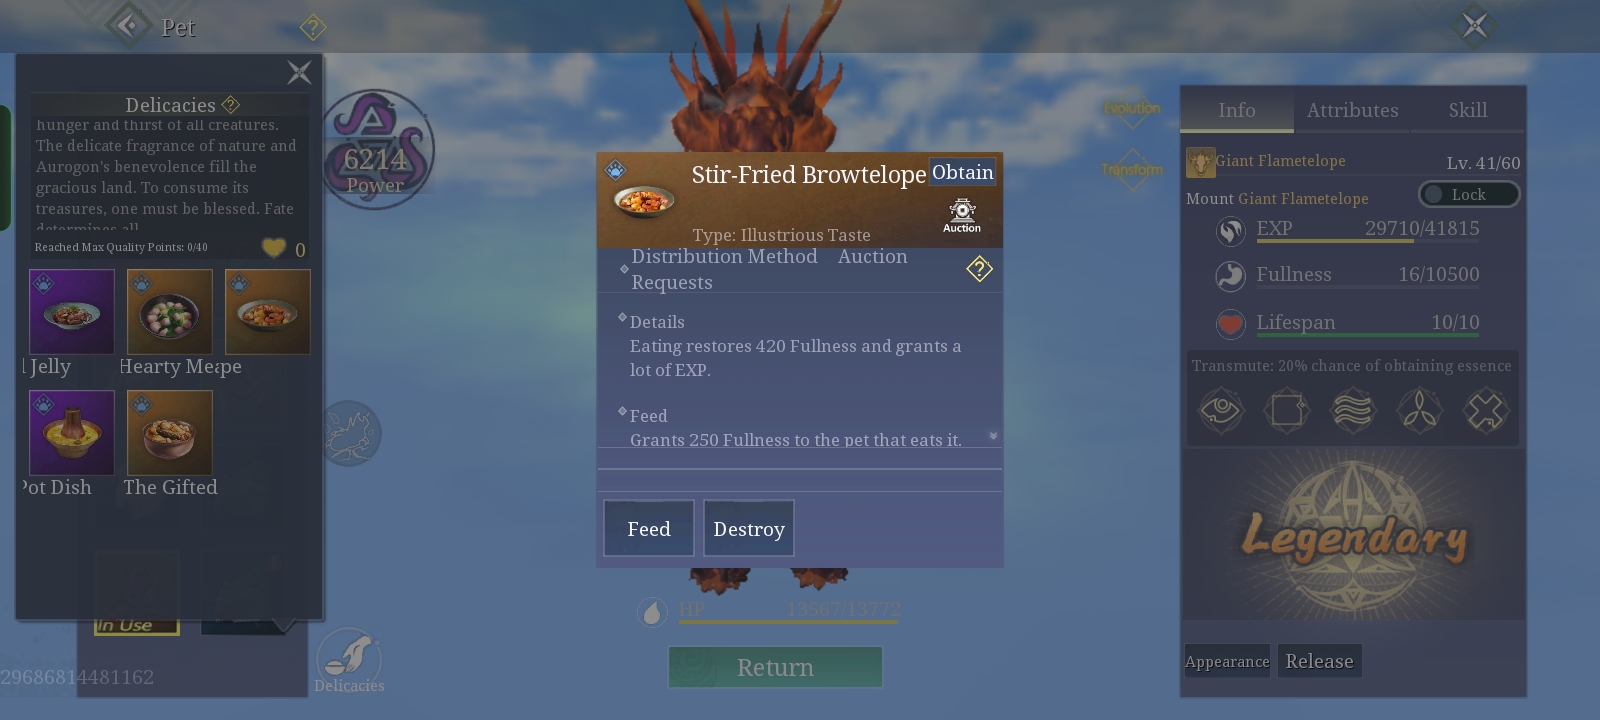 Pet
Delicacies
hunger and thirst of all creatures.
The delicate fragrance of nature and
Aurogon's benevolence fill the
gracious land. To consume its
treasures, one must be blessed. Fate
determines all
Reached Max Quality Points: 0/40
0
Jelly
Hearty Me
pe
Pot Dish
The Gifted
In Use
29686814481162
6214
Power
Delicacies
Stir-Fried Browtelope
Obtain
Auction
Type: Illustrious Taste
Distribution Method Auction
Requests
Details
Eating restores 420 Fullness and grants a
lot of EXP.
Feed
Grants 250 Fullness to the pet that eats it.
Feed
Destroy
HP 13567/13772
Return
Evolution
Transform
Info
Attributes
Skill
Giant Flametelope
Lv. 41/60
Mount Giant Flametelope
Lock
EXP 29710/41815
Fullness 16/10500
Lifespan 10/10
Transmute: 20% chance of obtaining essence
Legendary
Appearance
Release